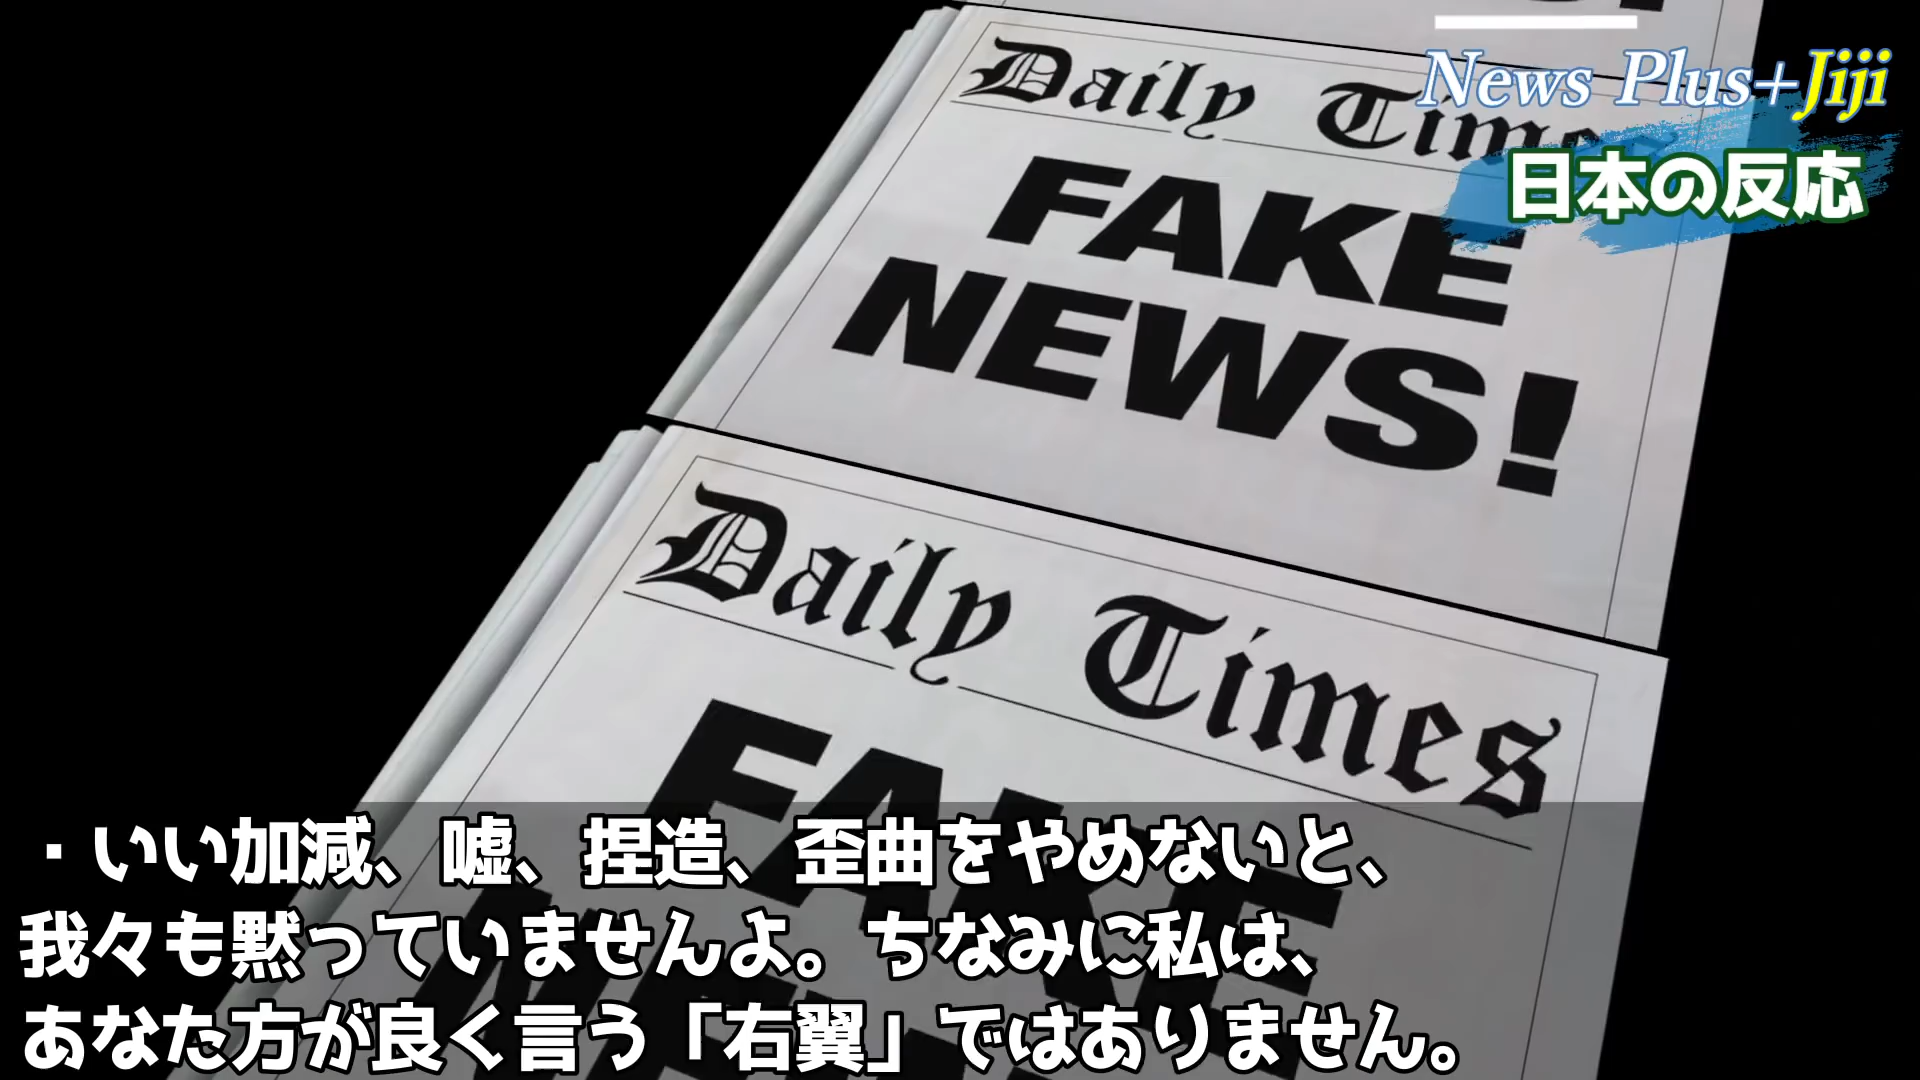 News Plus+Jiji
日本の反応
Daily Times
FAKE
NEWS!
Daily Times
FAKE
・いい加減、嘘、捏造、歪曲をやめないと、
我々も黙っていませんよ。ちなみに私は、
あなた方が良く言う「右翼」ではありません。